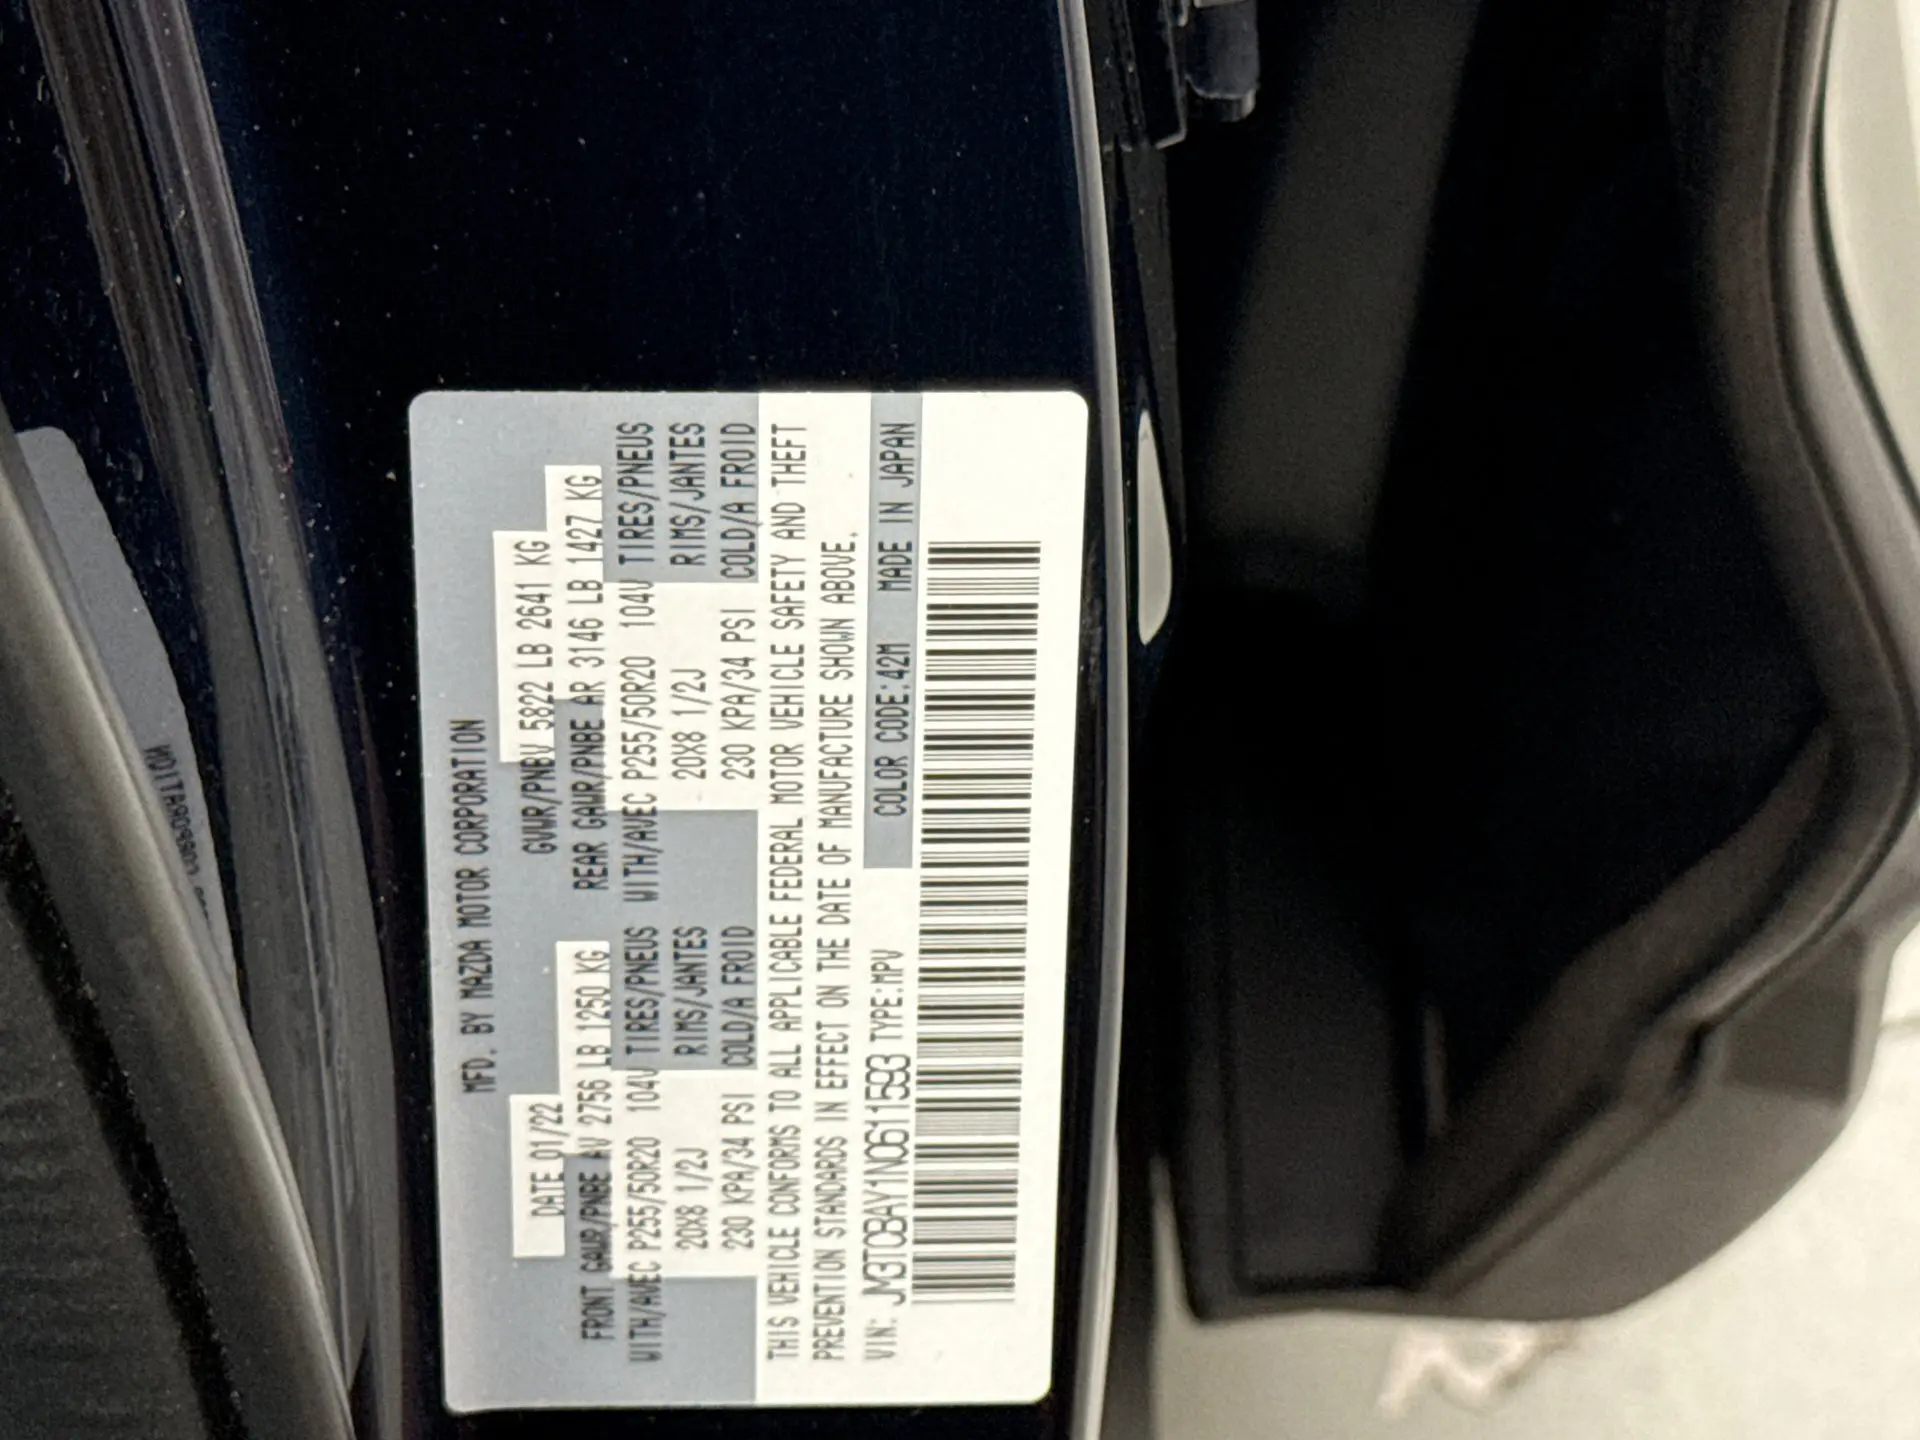 MFD. BY MAZDA MOTOR CORPORATION
DATE 01/22 GVWR/PNBV 5822 LB 2641 KG
FRONT GAWR/PNBE AV 2756 LB 1250 KG REAR GAWR/PNBE AR 3146 LB 1427 KG
WITH/AVEC P255/50R20 104V TIRES/PNEUS WITH/AVEC P255/50R20 104V TIRES/PNEUS
20X8 1/2J RIMS/JANTES 20X8 1/2J RIMS/JANTES
230 KPA/34 PSI COLD/A FROID 230 KPA/34 PSI COLD/A FROID
THIS VEHICLE CONFORMS TO ALL APPLICABLE FEDERAL MOTOR VEHICLE SAFETY AND THEFT
PREVENTION STANDARDS IN EFFECT ON THE DATE OF MANUFACTURE SHOWN ABOVE.
VIN: JM3TCBAY1N0611593 TYPE:MPV COLOR CODE:42M MADE IN JAPAN